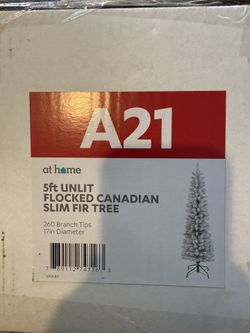 A21
at home
5ft UNLIT
FLOCKED CANADIAN
SLIM FIR TREE
260 Branch Tips
17in Diameter